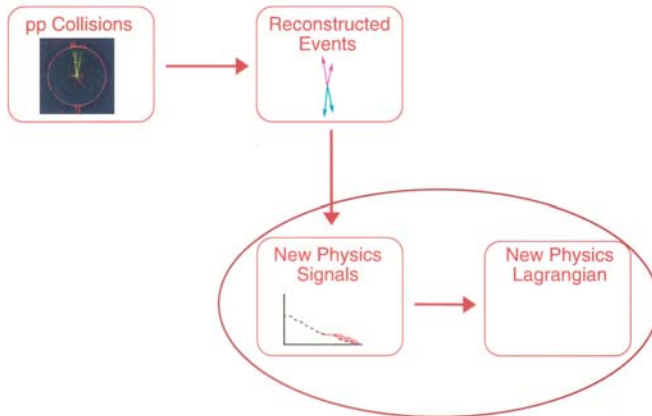 pp Collisions
Reconstructed
Events
New Physics
Signals
New Physics
Lagrangian